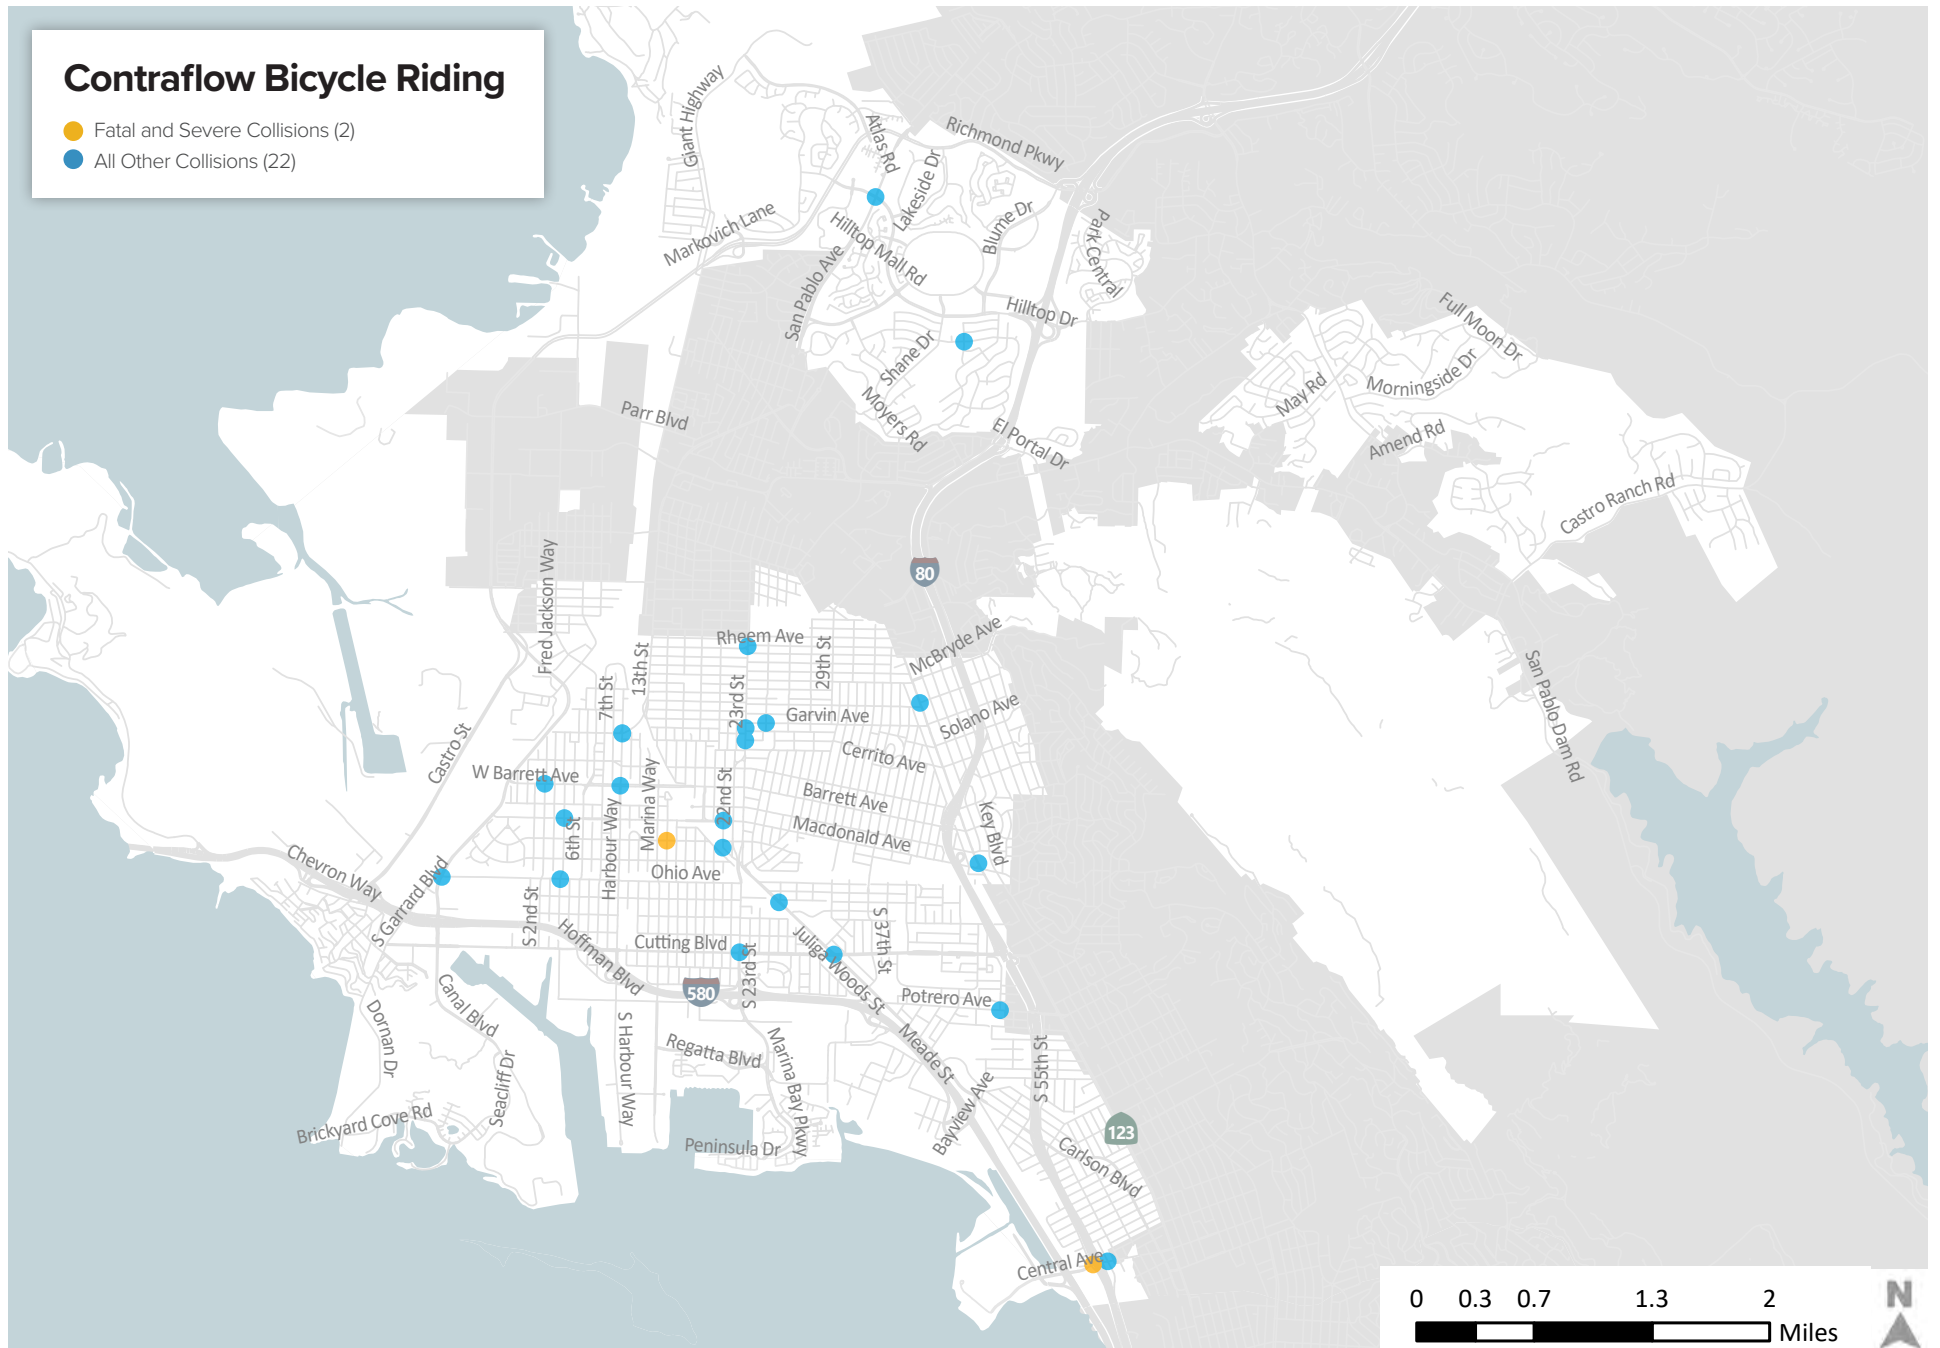 Contraflow Bicycle Riding
Fatal and Severe Collisions (2)
All Other Collisions (22)
Giant Highway
Atlas Rd
Richmond Pkwy
Lakeside Dr
Markovich Lane
Hilltop Mall Rd
Blume Dr
Park Central
San Pablo Ave
Hilltop Dr
Full Moon Dr
Shane Dr
Morningside Dr
May Rd
Moyers Rd
Parr Blvd
El Portal Dr
Amend Rd
Castro Ranch Rd
80
Fred Jackson Way
Rheem Ave
29th St
McBryde Ave
13th St
7th St
23rd St
Garvin Ave
Solano Ave
San Pablo Dam Rd
Castro St
Cerrito Ave
W Barrett Ave
Marina Way
22nd St
Barrett Ave
Key Blvd
6th St
Harbour Way
Macdonald Ave
Chevron Way
Ohio Ave
S Garrard Blvd
S 2nd St
S 37th St
Hoffman Blvd
Cutting Blvd
Juliga Woods St
580
S 23rd St
Potrero Ave
Canal Blvd
Dornan Dr
S Harbour Way
Regatta Blvd
Marina Bay Pkwy
Meade St
S 55th St
Seacliff Dr
Bayview Ave
Brickyard Cove Rd
Peninsula Dr
123
Carlson Blvd
Central Ave
0 0.3 0.7 1.3 2
Miles
N